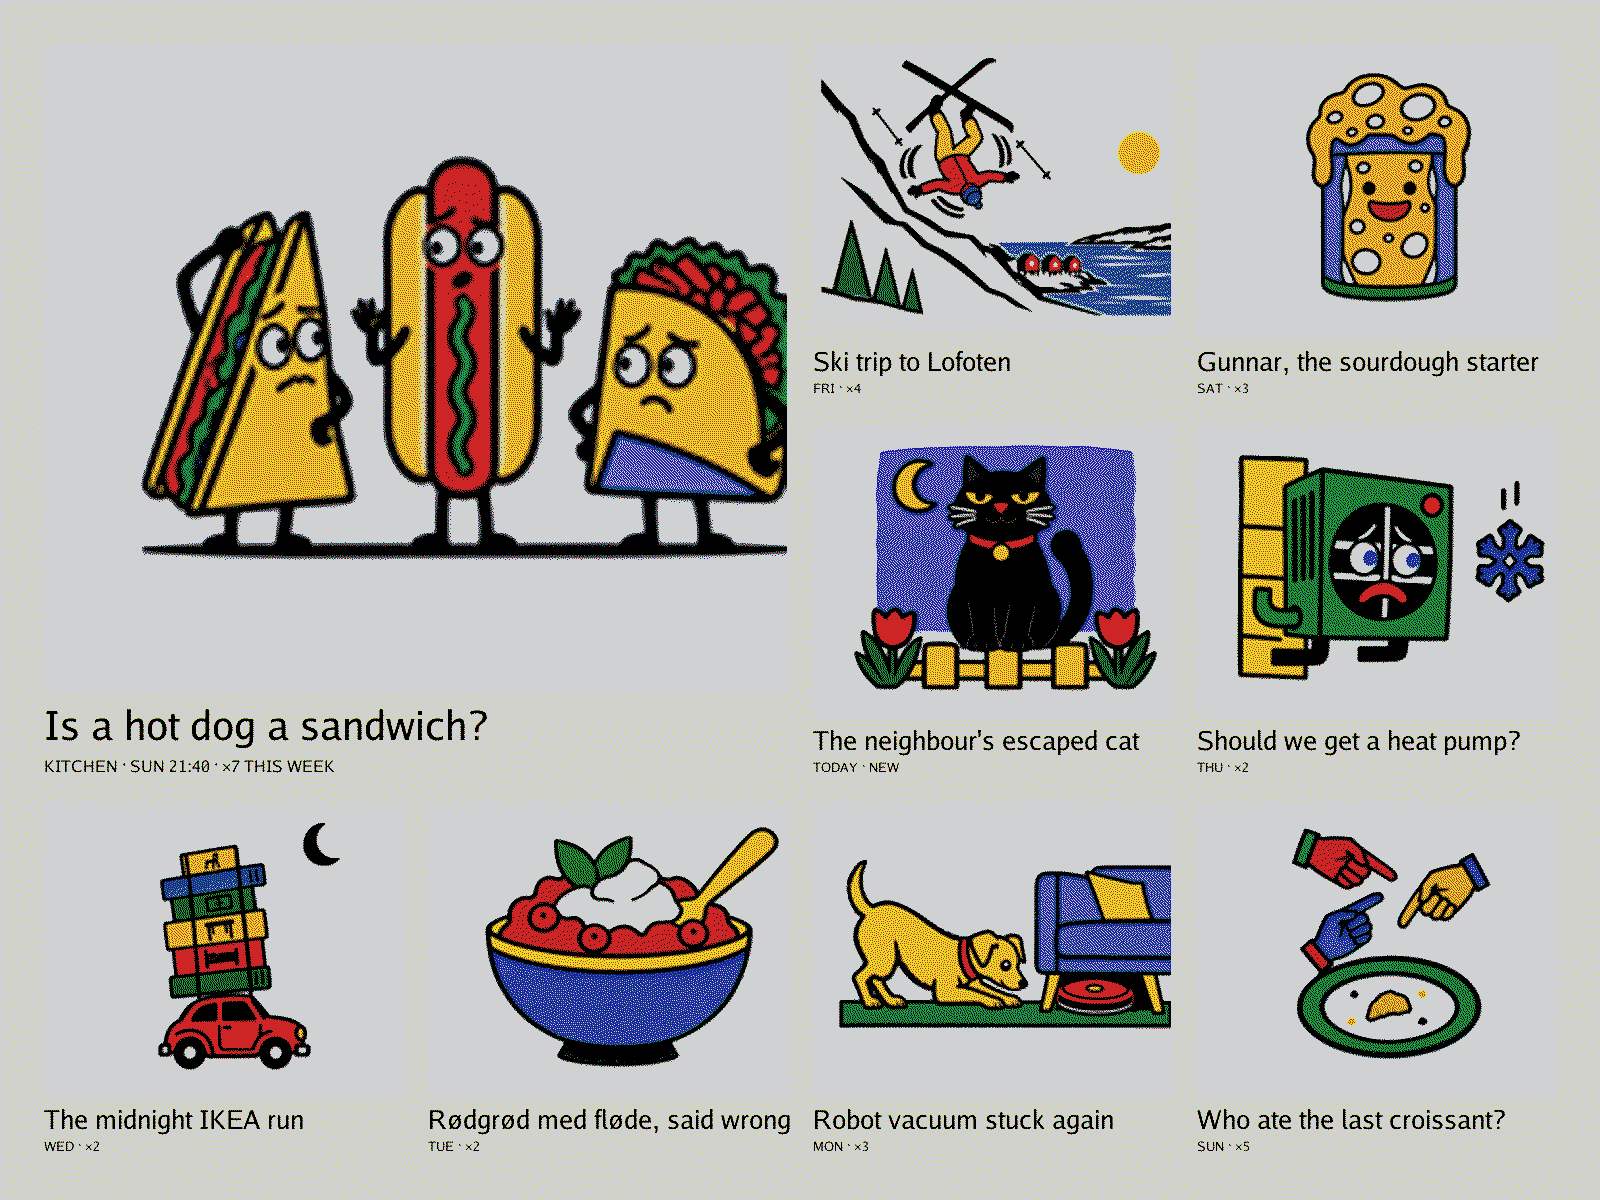 Is a hot dog a sandwich?
KITCHEN · SUN 21:40 · ×7 THIS WEEK
Ski trip to Lofoten
FRI · ×4
Gunnar, the sourdough starter
SAT · ×3
The neighbour's escaped cat
TODAY · NEW
Should we get a heat pump?
THU · ×2
The midnight IKEA run
WED · ×2
Rødgrød med fløde, said wrong
TUE · ×2
Robot vacuum stuck again
MON · ×3
Who ate the last croissant?
SUN · ×5